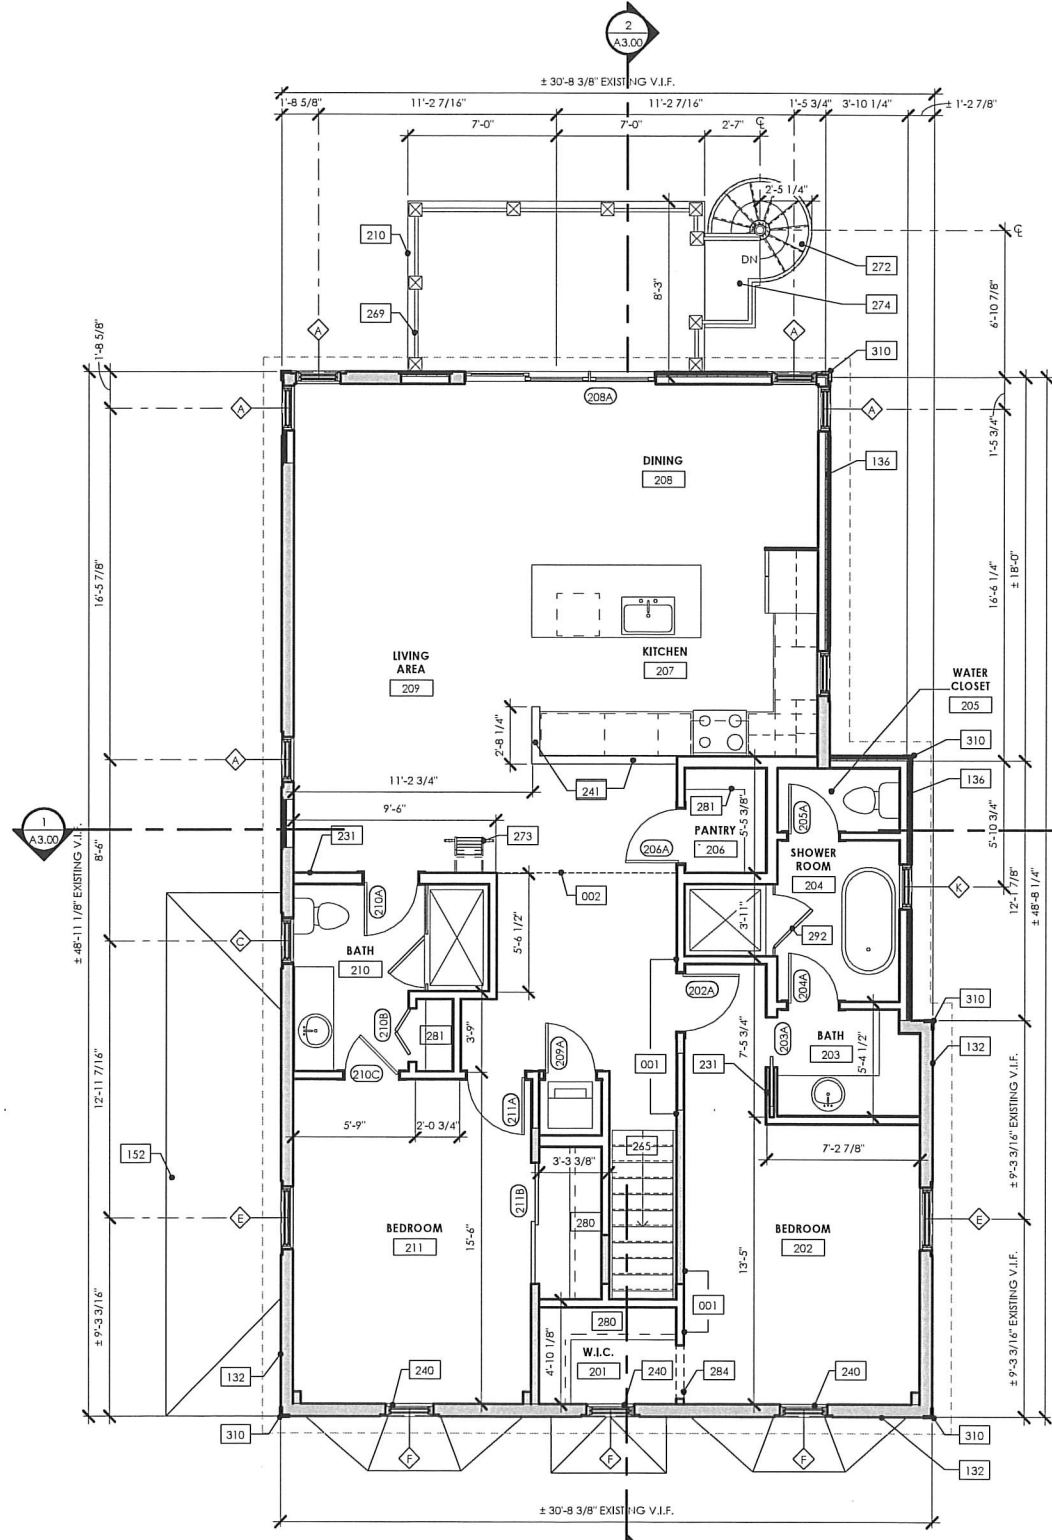 2
A3.00
± 30'-8 3/8" EXISTING V.I.F.
1'-8 5/8"
11'-2 7/16"
11'-2 7/16"
1'-5 3/4"
3'-10 1/4"
± 1'-2 7/8"
7'-0"
7'-0"
2'-7"
℄
2'-5 1/4"
210
8'-3"
DN
272
℄
269
274
6'-10 7/8"
1'-8 5/8"
A
A
310
A
208A
A
1'-5 3/4"
DINING
208
136
16'-5 7/8"
16'-6 1/4"
± 18'-0"
LIVING
AREA
209
KITCHEN
207
WATER
CLOSET
205
2'-8 1/4"
310
A
11'-2 3/4"
241
281
136
9'-6"
5'-5 3/8"
205A
1
A3.00
231
273
206A
PANTRY
206
5'-10 3/4"
8'-6"
SHOWER
ROOM
204
002
K
210A
3'-11"
12'-1 7/8"
± 48'-8 1/4"
± 48'-11 1/8" EXISTING V.I.F.
C
BATH
210
5'-6 1/2"
292
202A
204A
210B
281
3'-9"
310
209A
7'-5 3/4"
203A
BATH
203
5'-4 1/2"
132
210C
001
231
12'-11 7/16"
211A
5'-9"
2'-0 3/4"
265
152
3'-3 3/8"
7'-2 7/8"
± 9'-3 3/16" EXISTING V.I.F.
E
BEDROOM
211
211B
280
BEDROOM
202
E
15'-6"
13'-5"
001
280
± 9'-3 3/16"
4'-10 1/8"
W.I.C.
201
± 9'-3 3/16" EXISTING V.I.F.
132
240
240
284
240
310
310
F
F
F
132
± 30'-8 3/8" EXISTING V.I.F.